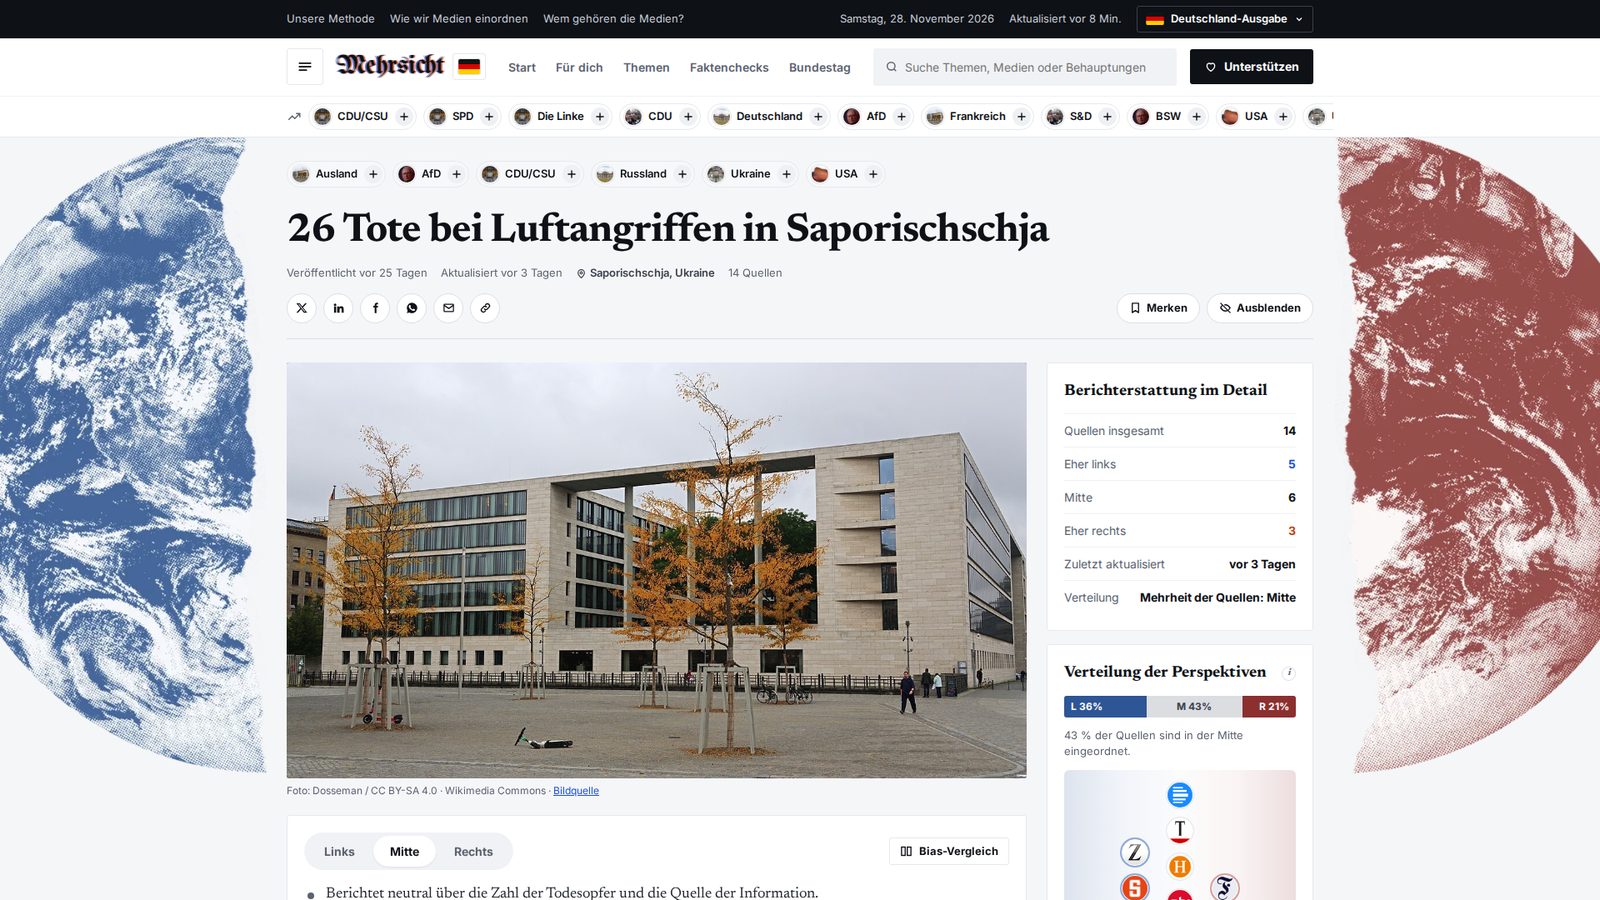 Unsere Methode Wie wir Medien einordnen Wem gehören die Medien? Samstag, 28. November 2026 Aktualisiert vor 8 Min. Deutschland-Ausgabe
Mehrsicht Start Für dich Themen Faktenchecks Bundestag Suche Themen, Medien oder Behauptungen Unterstützen
CDU/CSU + SPD + Die Linke + CDU + Deutschland + AfD + Frankreich + S&D + BSW + USA +
Ausland + AfD + CDU/CSU + Russland + Ukraine + USA +
26 Tote bei Luftangriffen in Saporischschja
Veröffentlicht vor 25 Tagen Aktualisiert vor 3 Tagen Saporischschja, Ukraine 14 Quellen
Merken Ausblenden
Berichterstattung im Detail
Quellen insgesamt 14
Eher links 5
Mitte 6
Eher rechts 3
Zuletzt aktualisiert vor 3 Tagen
Verteilung Mehrheit der Quellen: Mitte
Verteilung der Perspektiven i
L 36% M 43% R 21%
43 % der Quellen sind in der Mitte
eingeordnet.
T
Z H
S F
Foto: Dosseman / CC BY-SA 4.0 · Wikimedia Commons · Bildquelle
Links Mitte Rechts Bias-Vergleich
Berichtet neutral über die Zahl der Todesopfer und die Quelle der Information.